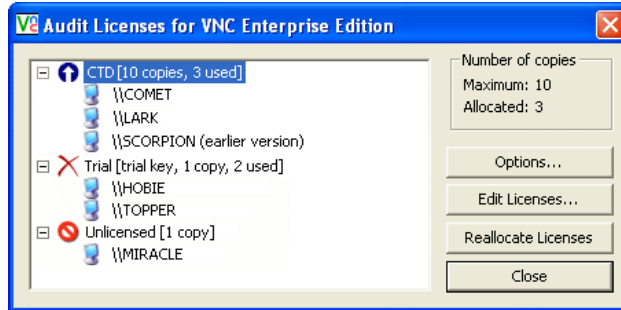 Audit Licenses for VNC Enterprise Edition
CTD [10 copies, 3 used]
\\COMET
\\LARK
\\SCORPION (earlier version)
Trial [trial key, 1 copy, 2 used]
\\HOBIE
\\TOPPER
Unlicensed [1 copy]
\\MIRACLE
Number of copies
Maximum: 10
Allocated: 3
Options...
Edit Licenses...
Reallocate Licenses
Close